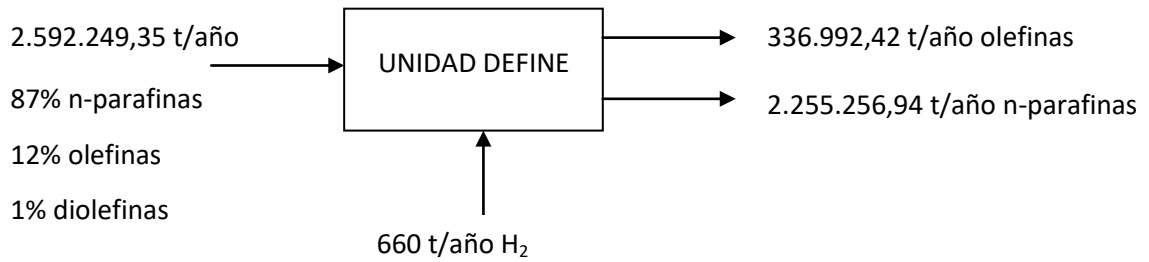 2.592.249,35 t/año
87% n-parafinas
12% olefinas
1% diolefinas
UNIDAD DEFINE
336.992,42 t/año olefinas
2.255.256,94 t/año n-parafinas
660 t/año H₂